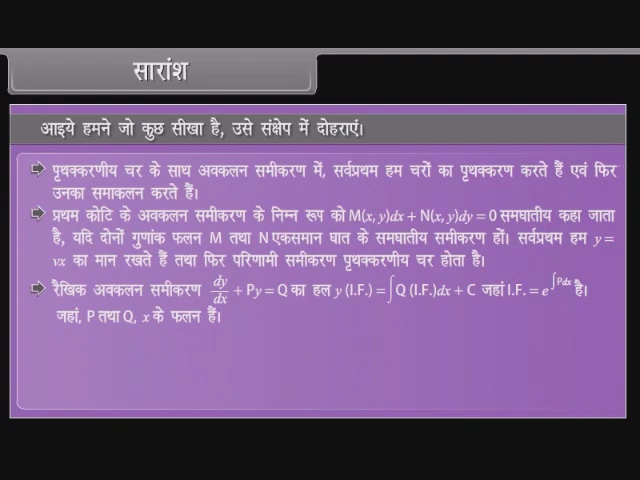 सारांश
आइये हमने जो कुछ सीखा है, उसे संक्षेप में दोहराएं।
पृथक्करणीय चर के साथ अवकलन समीकरण में, सर्वप्रथम हम चरों का पृथक्करण करते हैं एवं फिर
उनका समाकलन करते हैं।
प्रथम कोटि के अवकलन समीकरण के निम्न रूप को M(x, y)dx + N(x, y)dy = 0 समघातीय कहा जाता
है, यदि दोनों गुणांक फलन M तथा N एकसमान घात के समघातीय समीकरण हों। सर्वप्रथम हम y =
vx का मान रखते हैं तथा फिर परिणामी समीकरण पृथक्करणीय चर होता है।
रैखिक अवकलन समीकरण dy/dx + Py = Q का हल y (I.F.) = ∫Q (I.F.)dx + C जहां I.F. = e^∫Pdx है।
जहां, P तथा Q, x के फलन हैं।